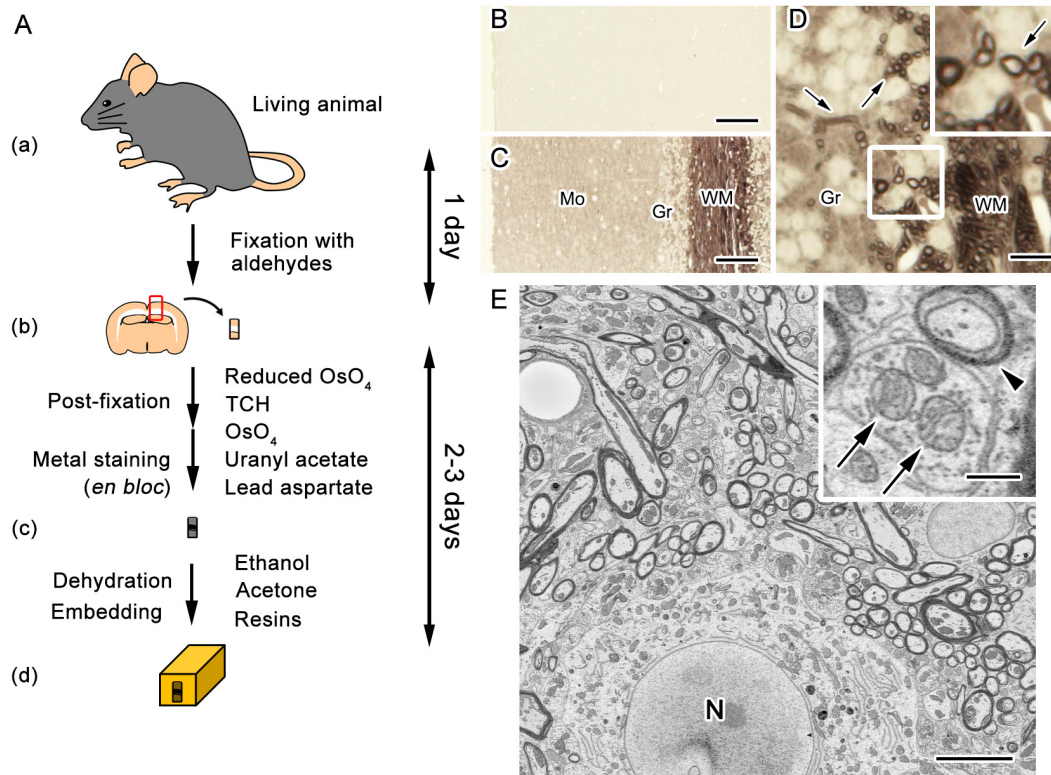 A
Living animal
(a)
Fixation with
aldehydes
1 day
(b)
Post-fixation
Reduced OsO₄
TCH
OsO₄
Metal staining
(en bloc)
Uranyl acetate
Lead aspartate
2-3 days
(c)
Dehydration
Embedding
Ethanol
Acetone
Resins
(d)
B
C
Mo
Gr
WM
D
Gr
WM
E
N